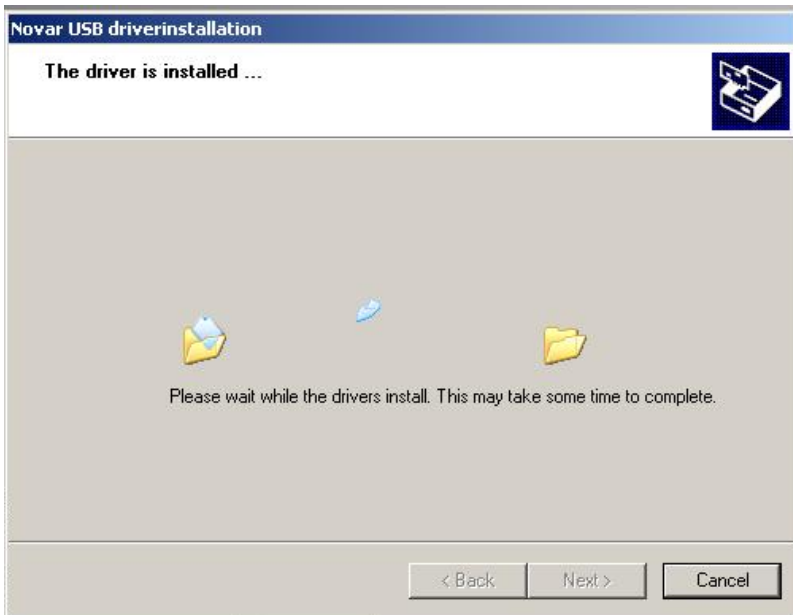 Novar USB driverinstallation
The driver is installed ...
Please wait while the drivers install. This may take some time to complete.
< Back
Next >
Cancel